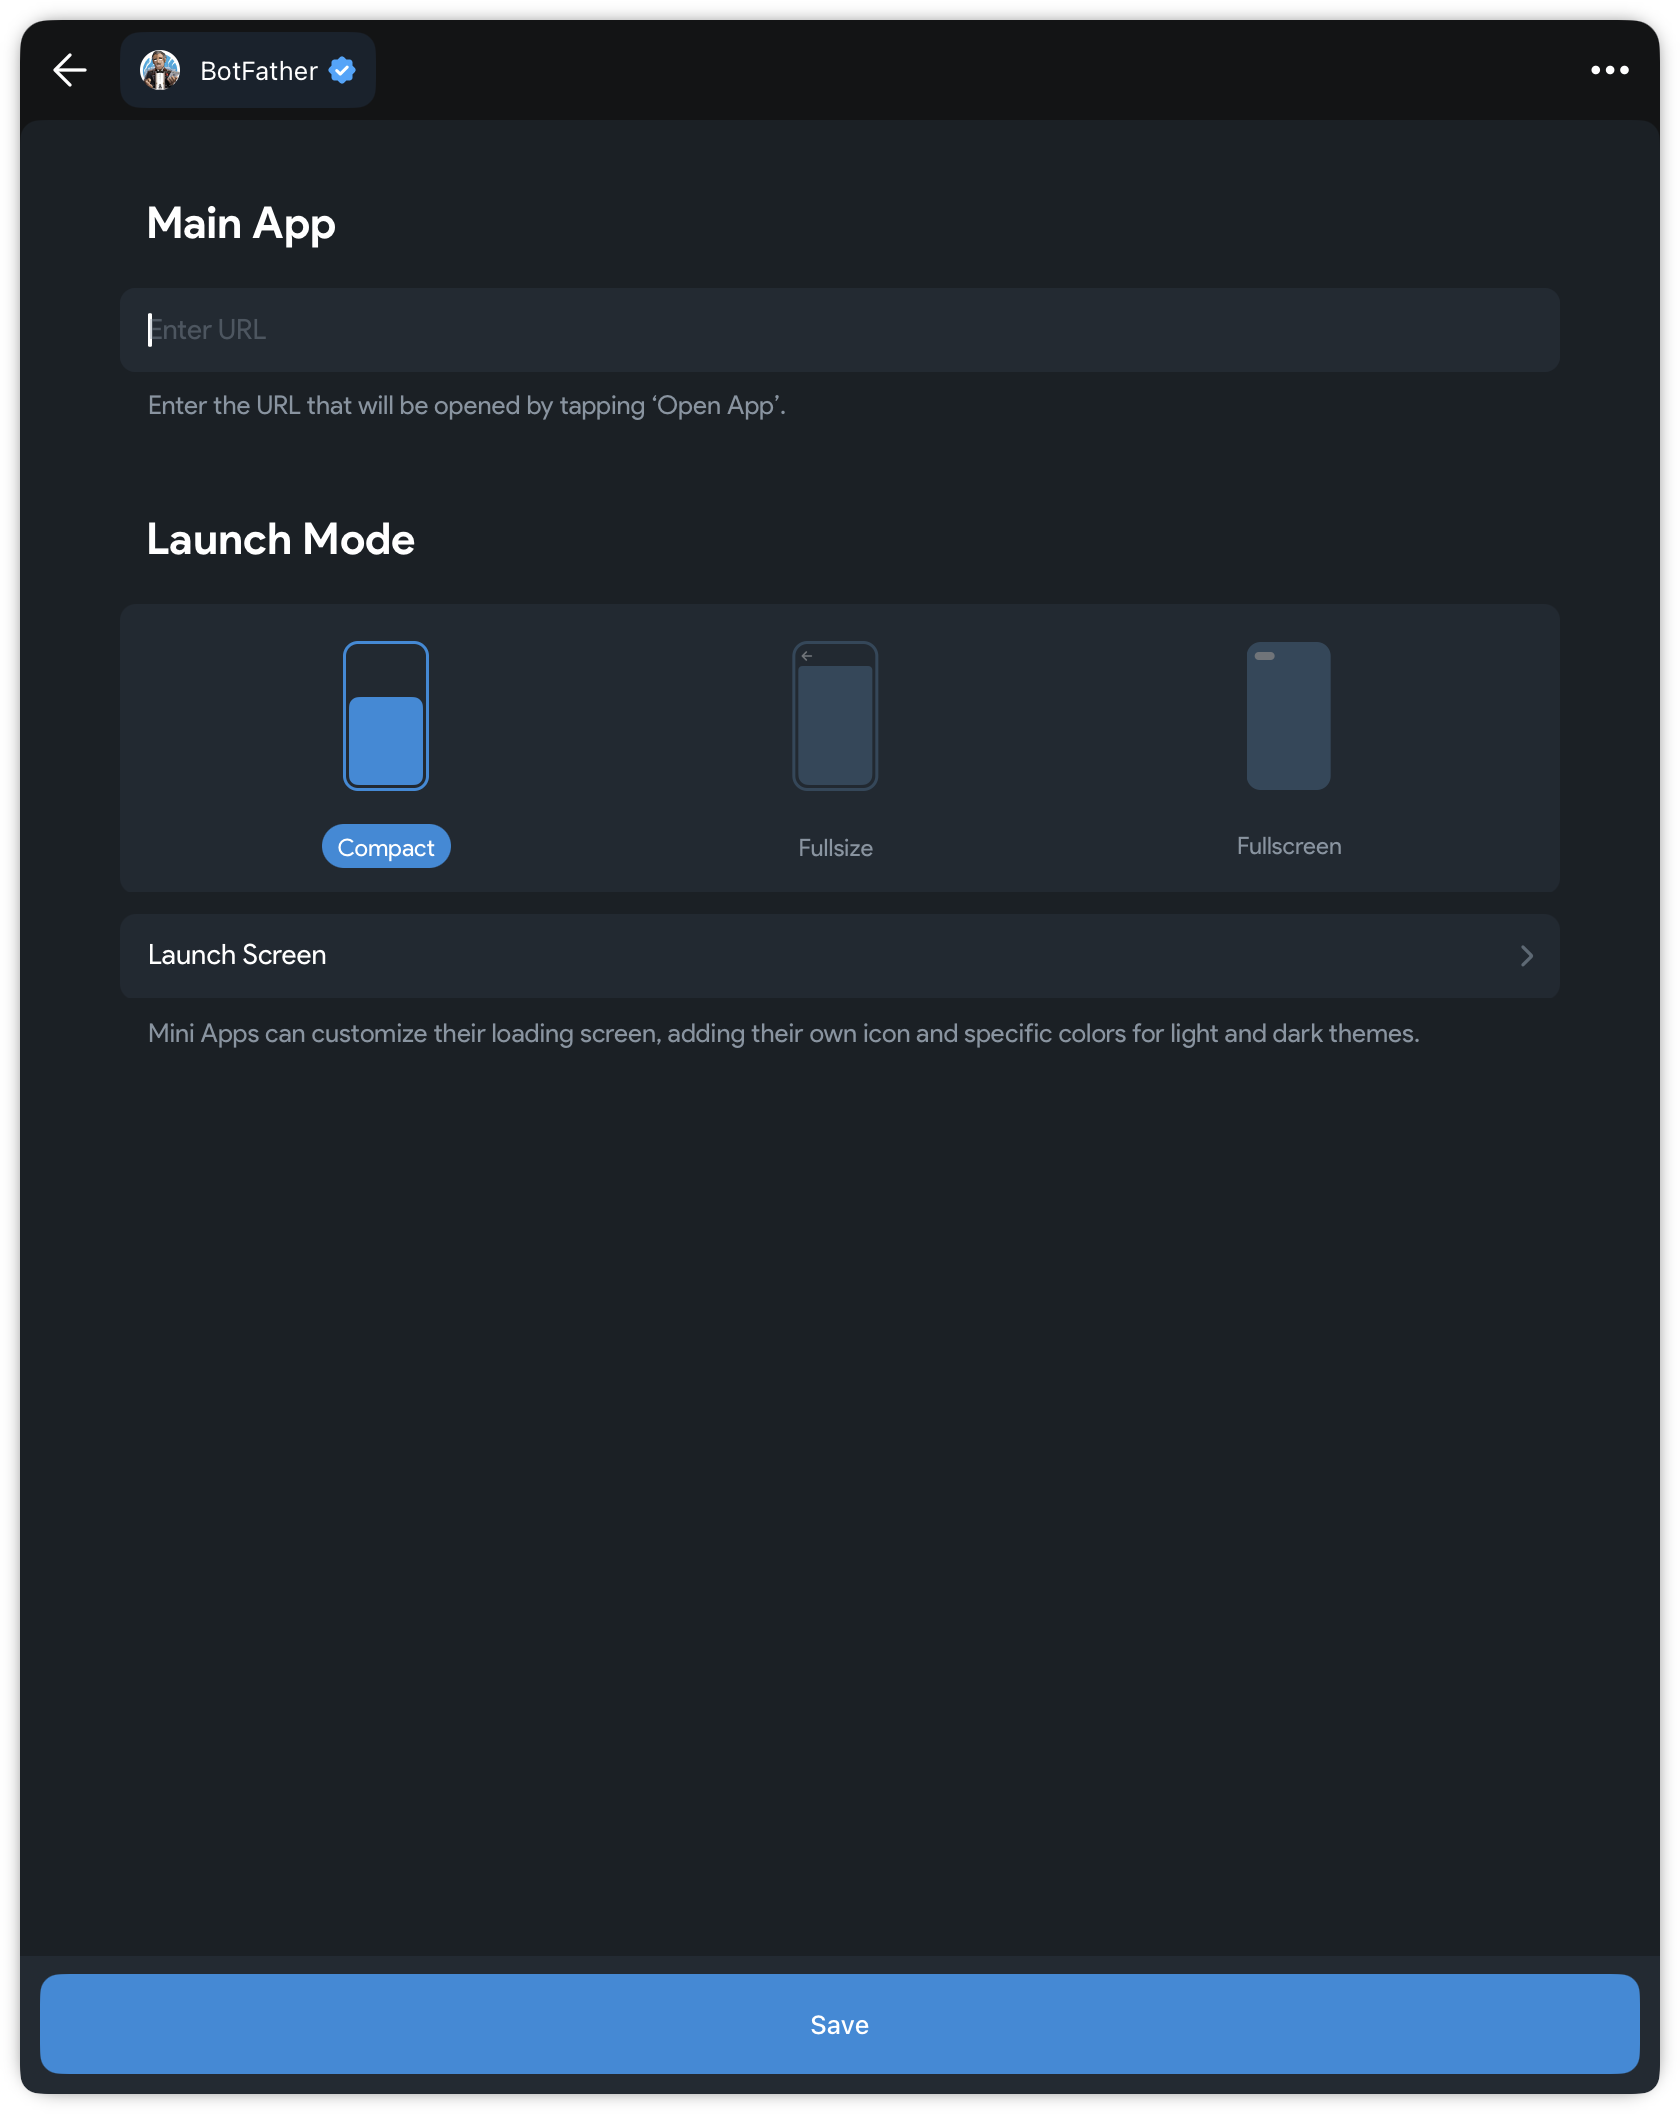 BotFather
Main App
Enter URL
Enter the URL that will be opened by tapping ‘Open App’.
Launch Mode
Compact
Fullsize
Fullscreen
Launch Screen
Mini Apps can customize their loading screen, adding their own icon and specific colors for light and dark themes.
Save